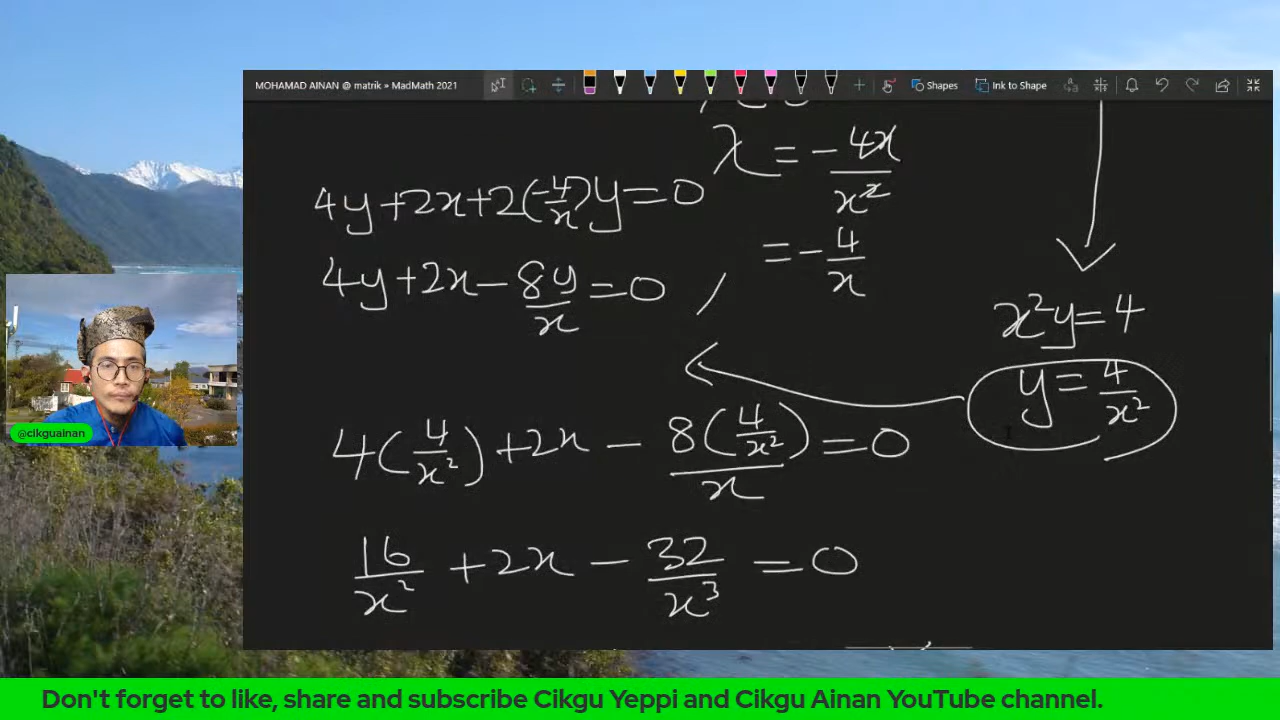 MOHAMAD AINAN @ matrik » MadMath 2021
Shapes
Ink to Shape
λ = - 4x/x²
= - 4/x
4y+2x+2(-4/x)y=0
4y+2x- 8y/x =0 ,
x²y=4
y= 4/x²
4(4/x²)+2x - 8(4/x²)/x =0
16/x² +2x - 32/x³ =0
@cikguainan
Don't forget to like, share and subscribe Cikgu Yeppi and Cikgu Ainan YouTube channel.